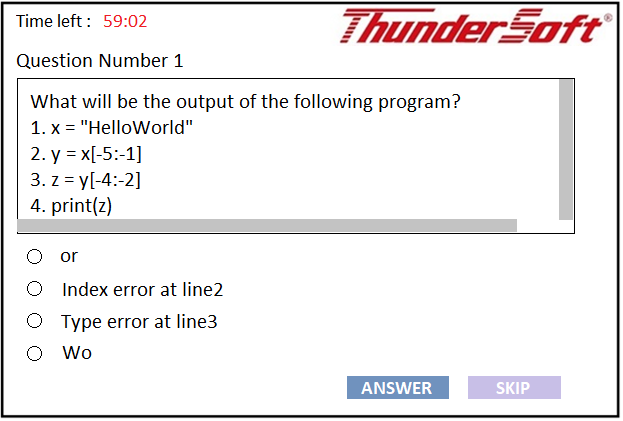 Time left : 59:02
ThunderSoft®
Question Number 1
What will be the output of the following program?
1. x = "HelloWorld"
2. y = x[-5:-1]
3. z = y[-4:-2]
4. print(z)
or
Index error at line2
Type error at line3
Wo
ANSWER
SKIP